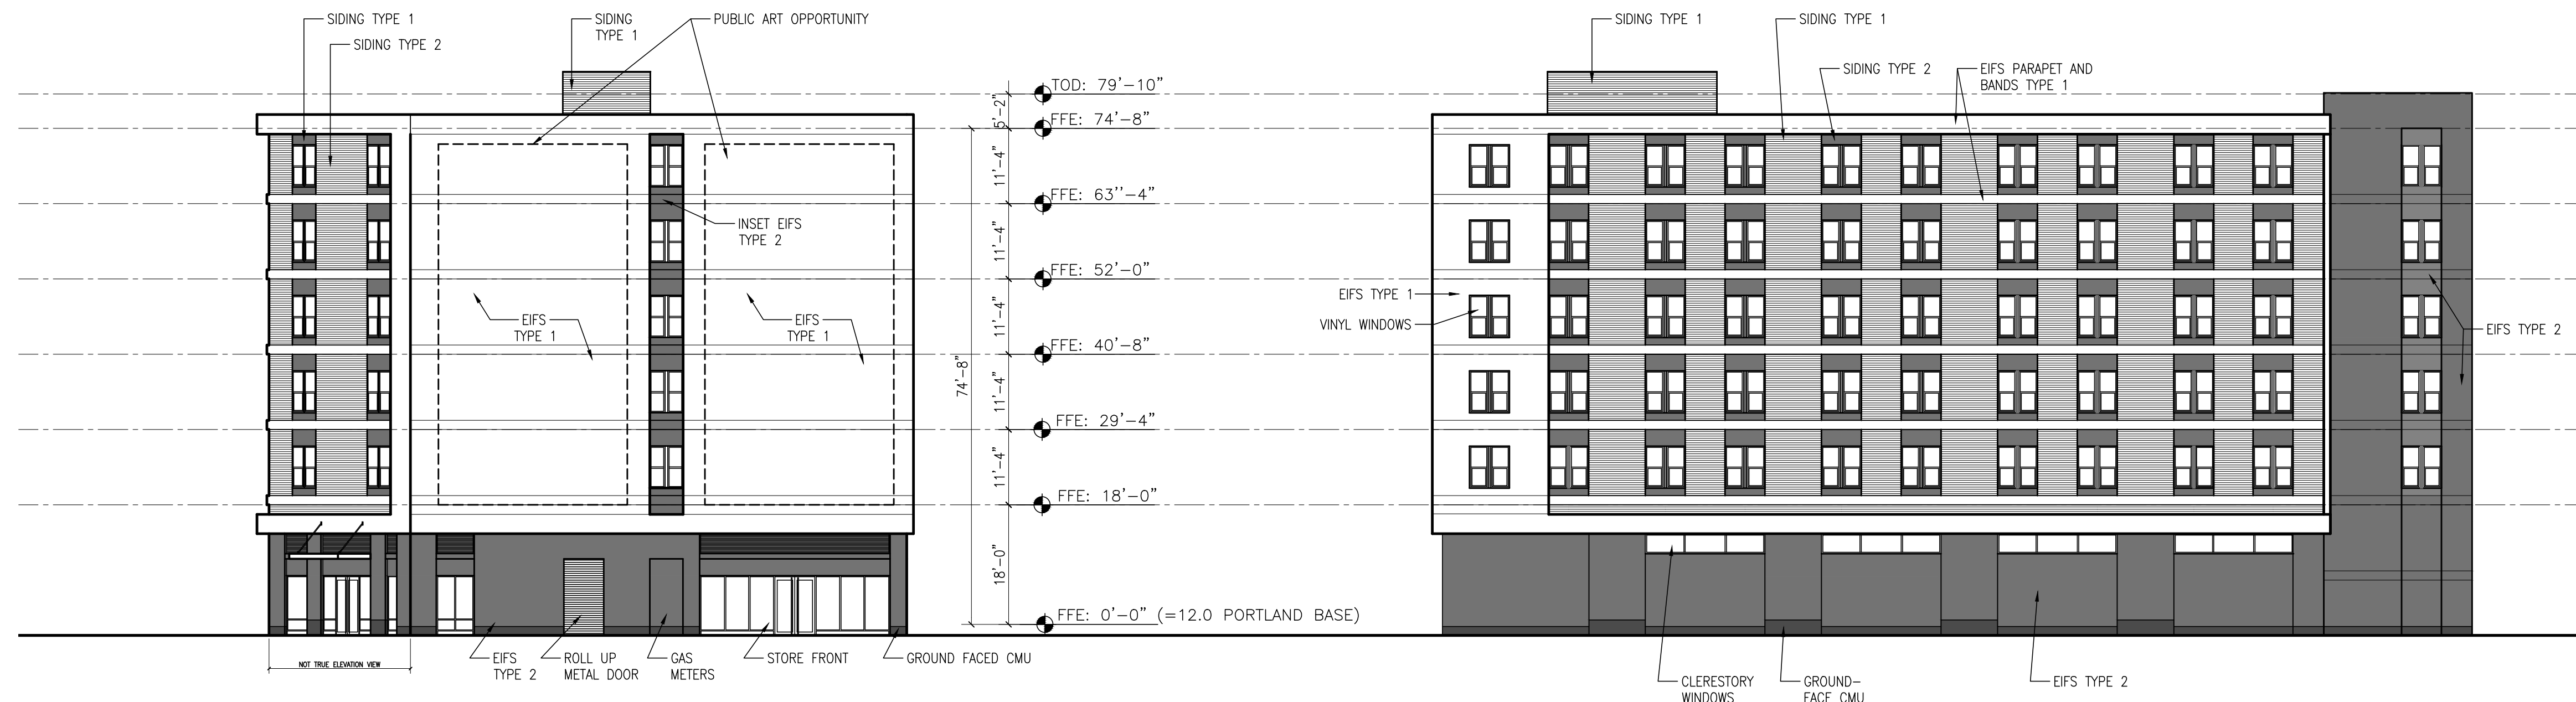 SIDING TYPE 1
SIDING TYPE 2
SIDING
TYPE 1
PUBLIC ART OPPORTUNITY
INSET EIFS
TYPE 2
EIFS
TYPE 1
EIFS
TYPE 1
NOT TRUE ELEVATION VIEW
EIFS
TYPE 2
ROLL UP
METAL DOOR
GAS
METERS
STORE FRONT
GROUND FACED CMU
TOD: 79'-10"
FFE: 74'-8"
FFE: 63''-4"
FFE: 52'-0"
FFE: 40'-8"
FFE: 29'-4"
FFE: 18'-0"
FFE: 0'-0" (=12.0 PORTLAND BASE)
5'-2"
11'-4"
11'-4"
11'-4"
11'-4"
11'-4"
18'-0"
74'-8"
SIDING TYPE 1
SIDING TYPE 1
SIDING TYPE 2
EIFS PARAPET AND
BANDS TYPE 1
EIFS TYPE 1
VINYL WINDOWS
EIFS TYPE 2
CLERESTORY
WINDOWS
GROUND-
FACE CMU
EIFS TYPE 2